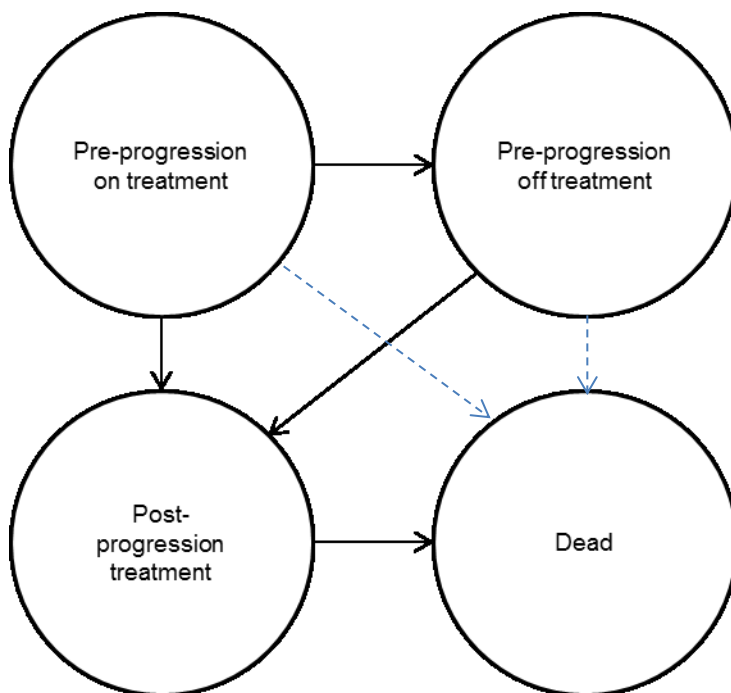 Pre-progression
on treatment
Pre-progression
off treatment
Post-
progression
treatment
Dead